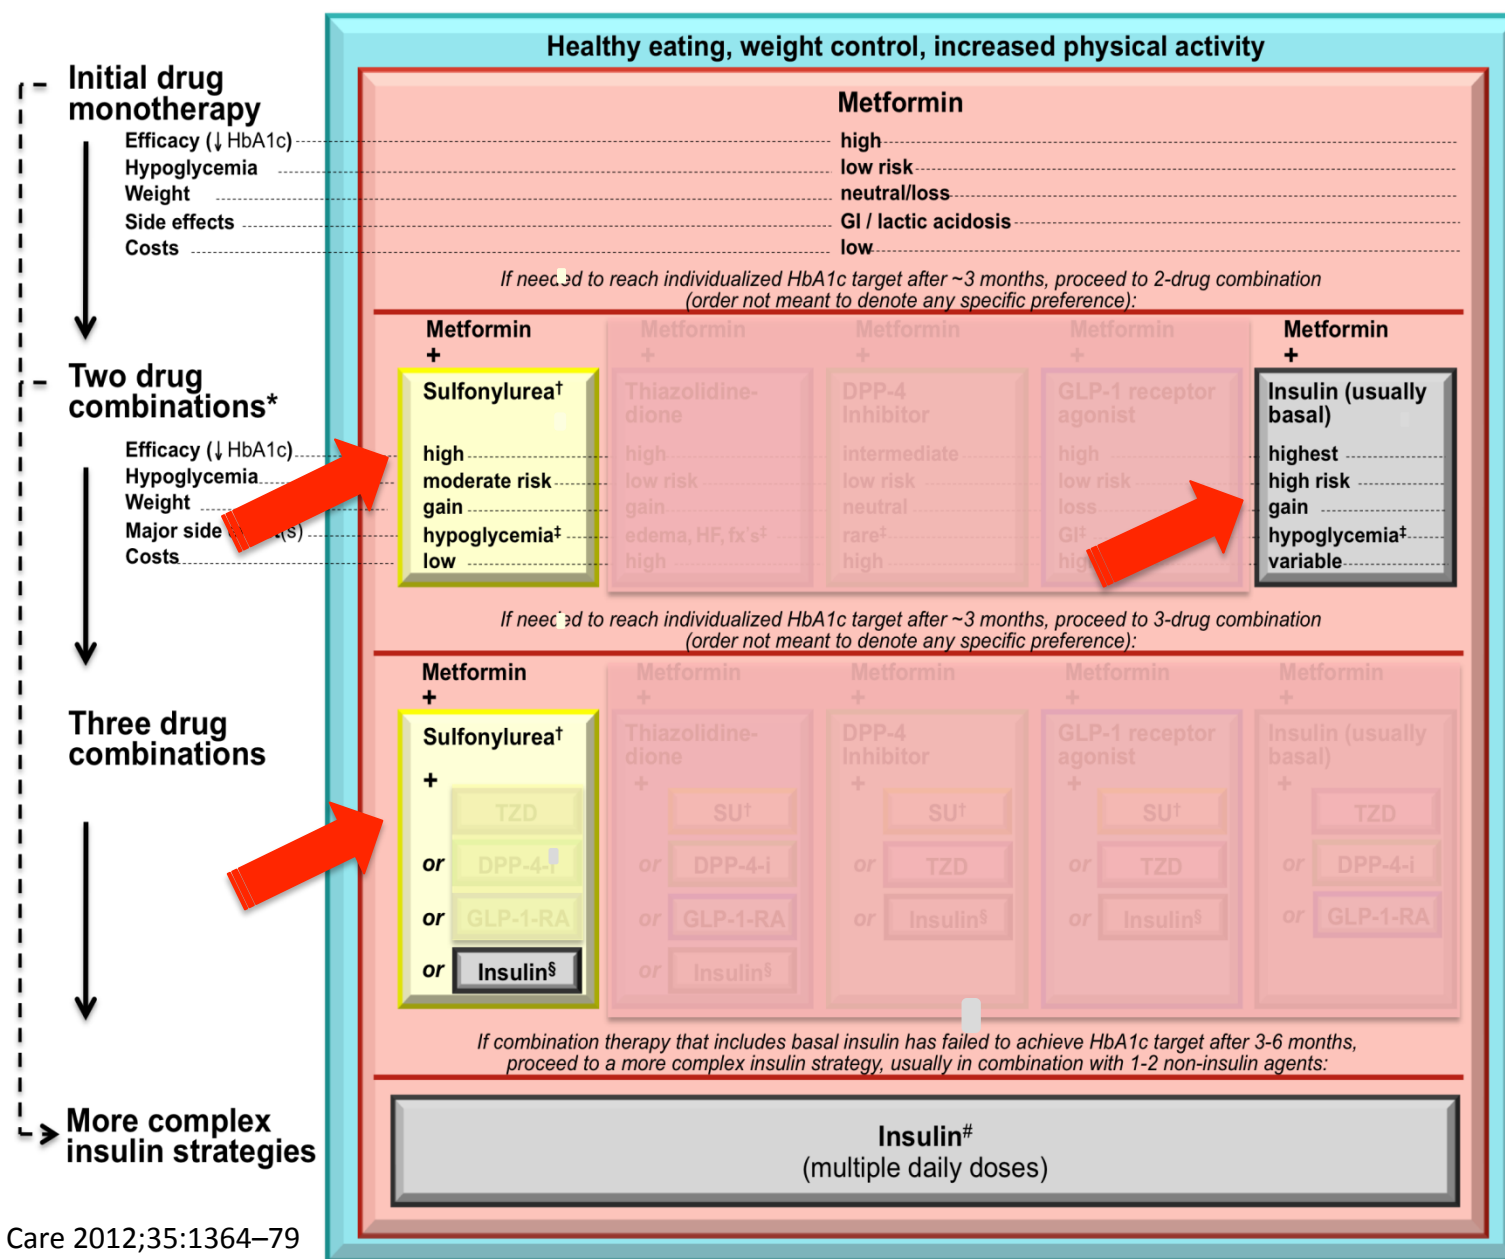 Healthy eating, weight control, increased physical activity
Initial drug
monotherapy
Metformin
Efficacy (↓HbA1c) high
Hypoglycemia low risk
Weight neutral/loss
Side effects GI / lactic acidosis
Costs low
If needed to reach individualized HbA1c target after ~3 months, proceed to 2-drug combination
(order not meant to denote any specific preference):
Metformin Metformin Metformin Metformin Metformin
+ + + + +
Two drug
combinations*
Sulfonylurea† Thiazolidine- DPP-4 GLP-1 receptor Insulin (usually
dione Inhibitor agonist basal)
Efficacy (↓HbA1c) high high intermediate high highest
Hypoglycemia moderate risk low risk low risk low risk high risk
Weight gain gain neutral loss gain
Major side (s) hypoglycemia‡ edema, HF, fx's‡ rare‡ GI‡ hypoglycemia‡
Costs low high high high variable
If needed to reach individualized HbA1c target after ~3 months, proceed to 3-drug combination
(order not meant to denote any specific preference):
Metformin Metformin Metformin Metformin Metformin
+ + + + +
Three drug
combinations
Sulfonylurea† Thiazolidine- DPP-4 GLP-1 receptor Insulin (usually
dione Inhibitor agonist basal)
+ + + + +
TZD SU† SU† SU† TZD
or DPP-4-i or DPP-4-i or TZD or TZD or DPP-4-i
or GLP-1-RA or GLP-1-RA or Insulin§ or Insulin§ or GLP-1-RA
or Insulin§ or Insulin§
If combination therapy that includes basal insulin has failed to achieve HbA1c target after 3-6 months,
proceed to a more complex insulin strategy, usually in combination with 1-2 non-insulin agents:
More complex
insulin strategies
Insulin#
(multiple daily doses)
Care 2012;35:1364–79